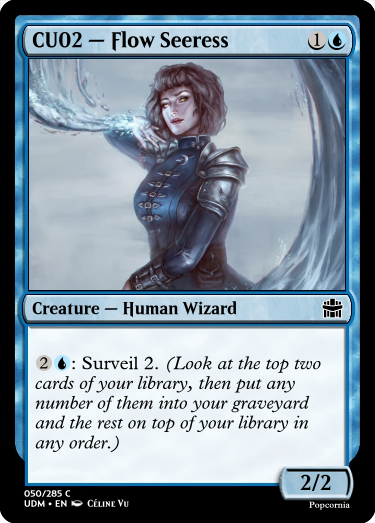 CU02 — Flow Seeress 1
Creature — Human Wizard
2 : Surveil 2. (Look at the top two
cards of your library, then put any
number of them into your graveyard
and the rest on top of your library in
any order.)
2/2
050/285 C
UDM • EN Céline Vu
Popcornia